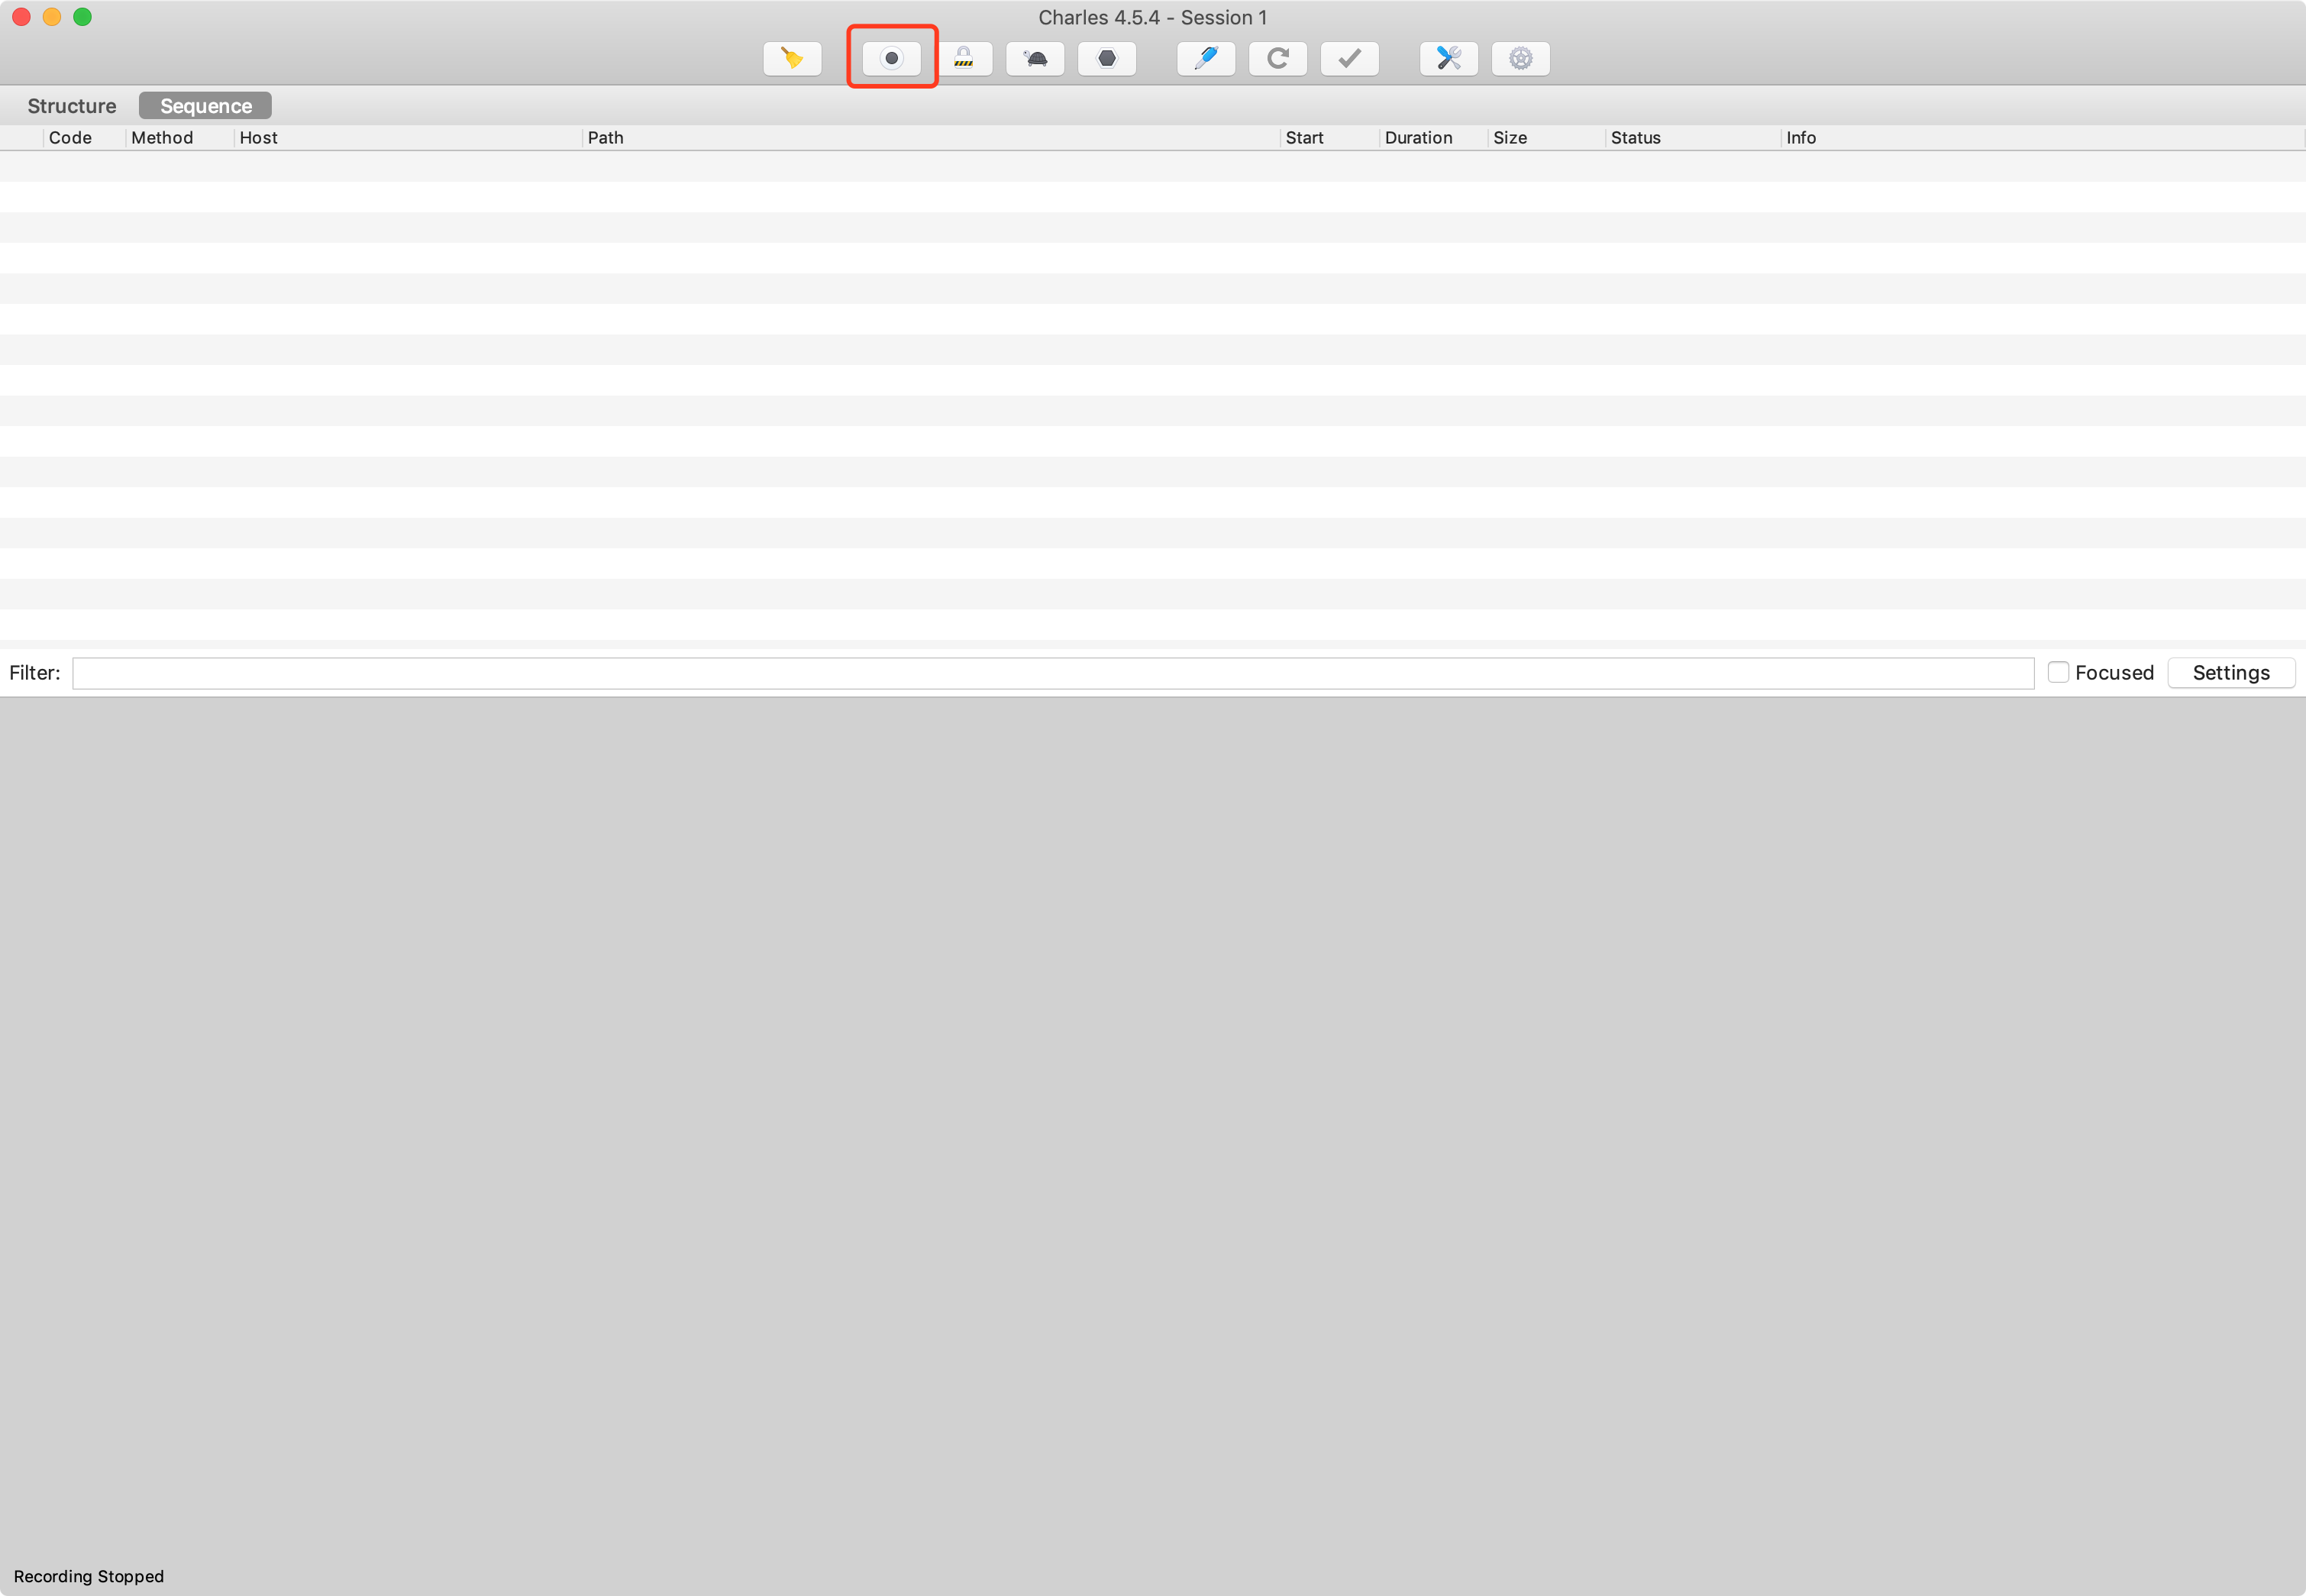 Charles 4.5.4 - Session 1
Structure Sequence
Code Method Host Path Start Duration Size Status Info
Filter: Focused Settings
Recording Stopped